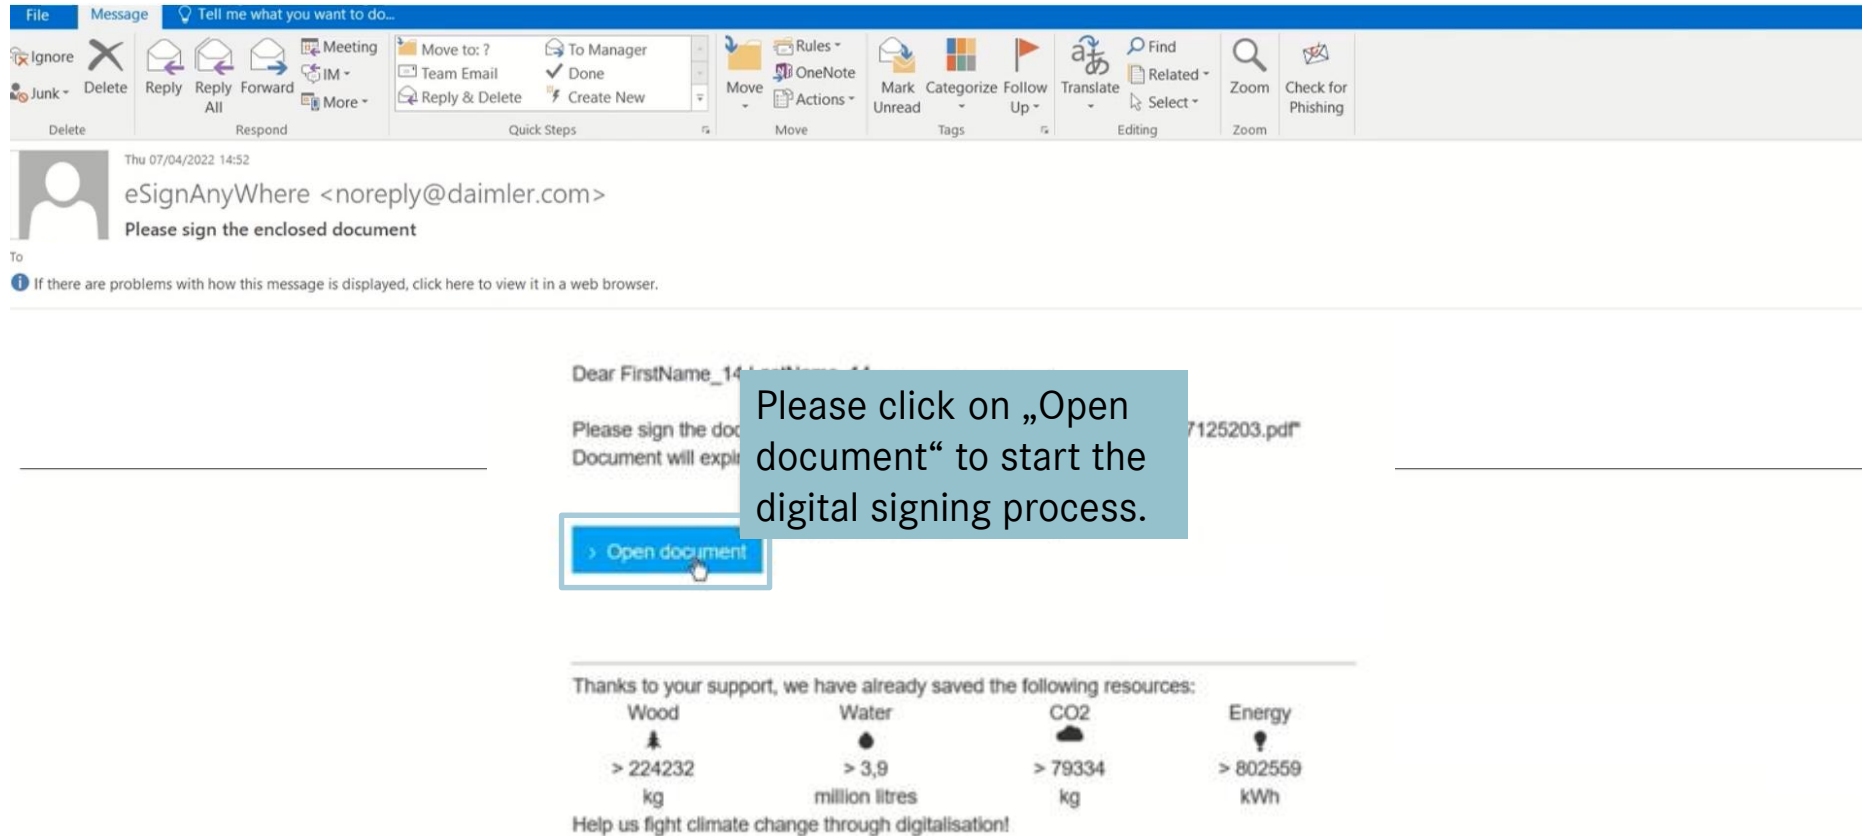 File Message Tell me what you want to do...
Ignore
Junk
Delete
Reply
Reply All
Forward
Meeting
IM
More
Move to: ?
Team Email
Reply & Delete
To Manager
Done
Create New
Move
Rules
OneNote
Actions
Mark Unread
Categorize
Follow Up
Translate
Find
Related
Select
Zoom
Check for Phishing
Delete Respond Quick Steps Move Tags Editing Zoom
Thu 07/04/2022 14:52
eSignAnyWhere <noreply@daimler.com>
Please sign the enclosed document
To
If there are problems with how this message is displayed, click here to view it in a web browser.
Dear FirstName_14
Please sign the 7125203.pdf"
Document will
Please click on „Open
document“ to start the
digital signing process.
> Open document
Thanks to your support, we have already saved the following resources:
Wood Water CO2 Energy
> 224232 > 3,9 > 79334 > 802559
kg million litres kg kWh
Help us fight climate change through digitalisation!